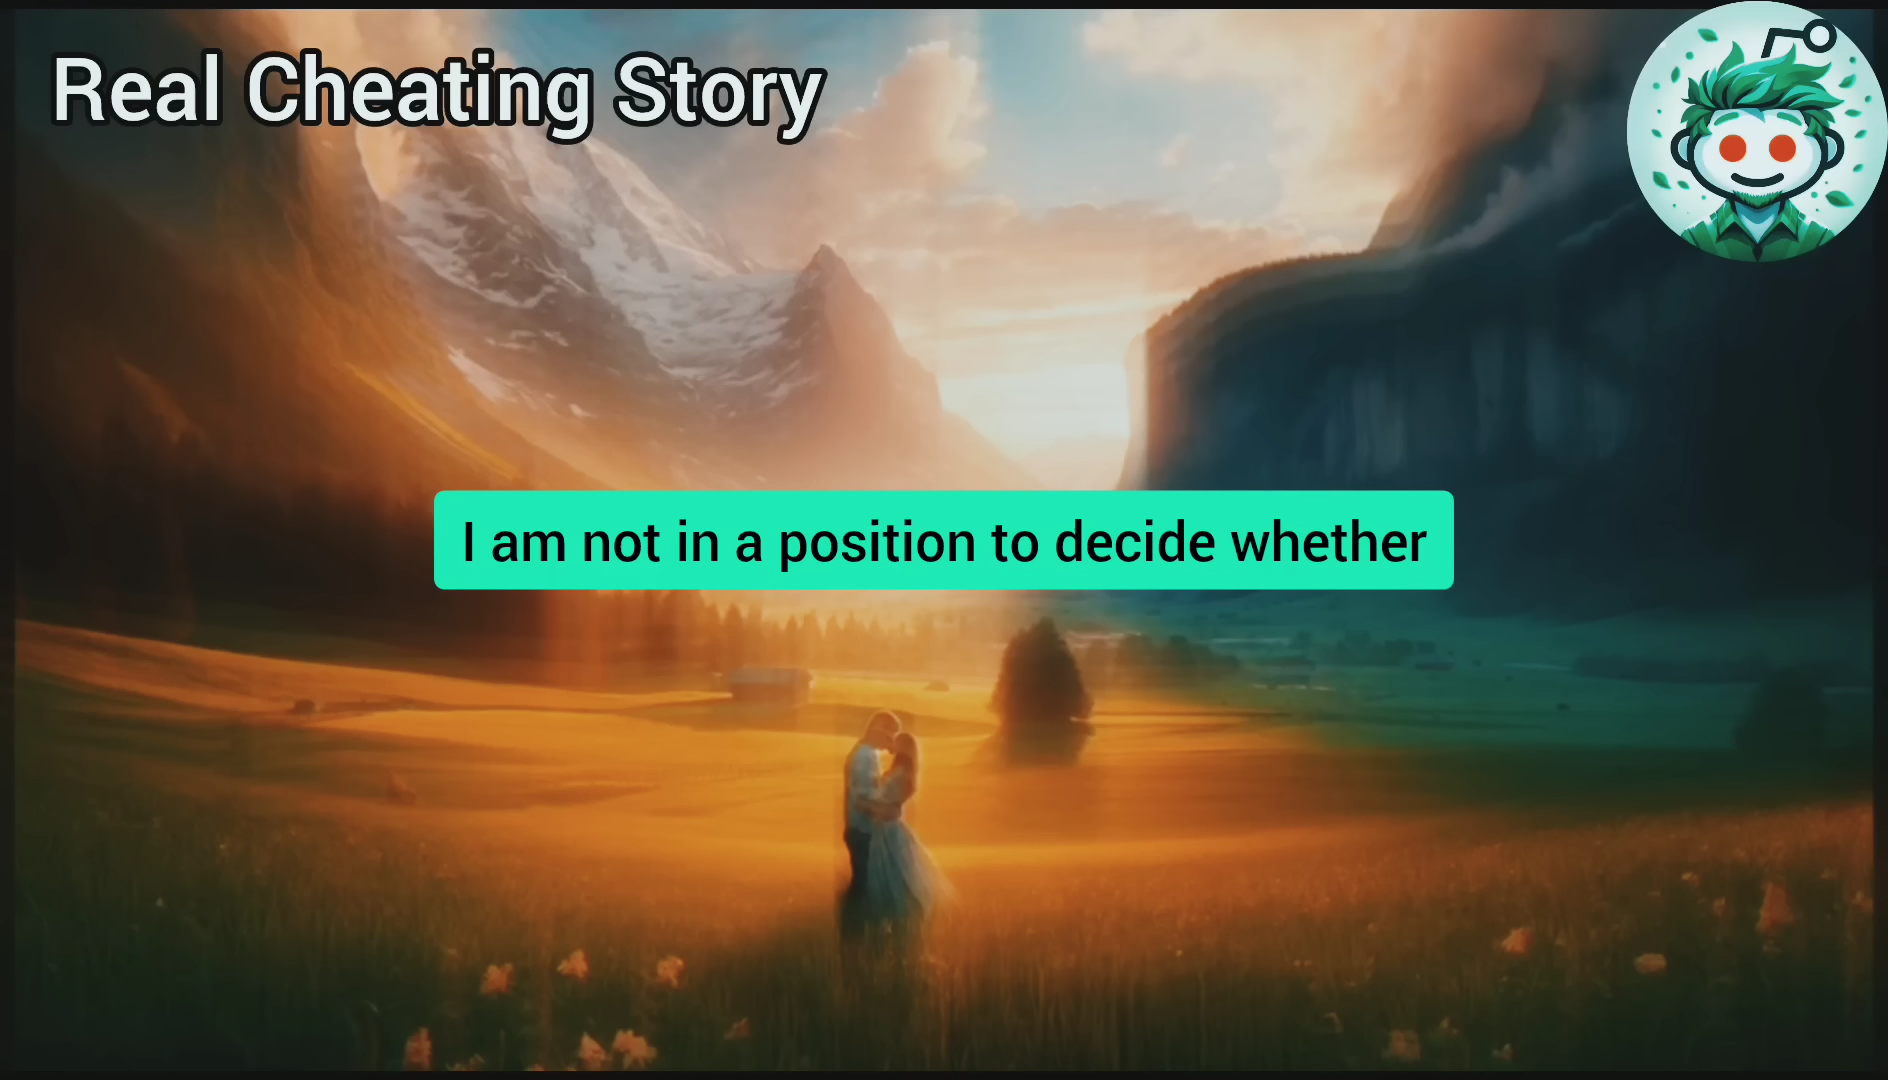 Real Cheating Story
I am not in a position to decide whether